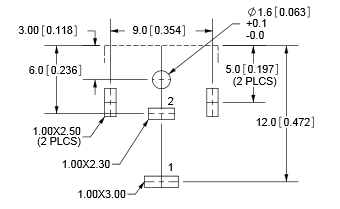 ϕ1.6 [0.063]
+0.1
-0.0
3.00 [0.118]
9.0 [0.354]
6.0 [0.236]
5.0 [0.197]
(2 PLCS)
2
12.0 [0.472]
1.00X2.50
(2 PLCS)
1.00X2.30
1
1.00X3.00